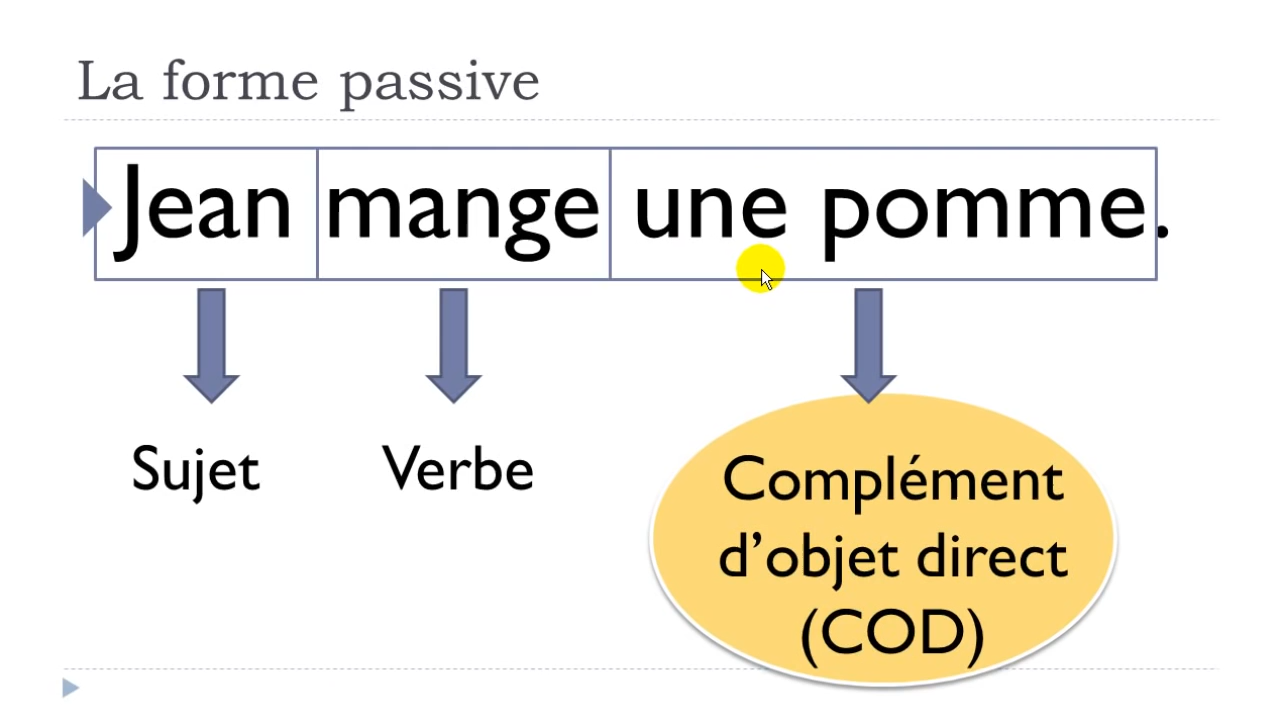 La forme passive
Jean mange une pomme.
Sujet
Verbe
Complément
d’objet direct
(COD)